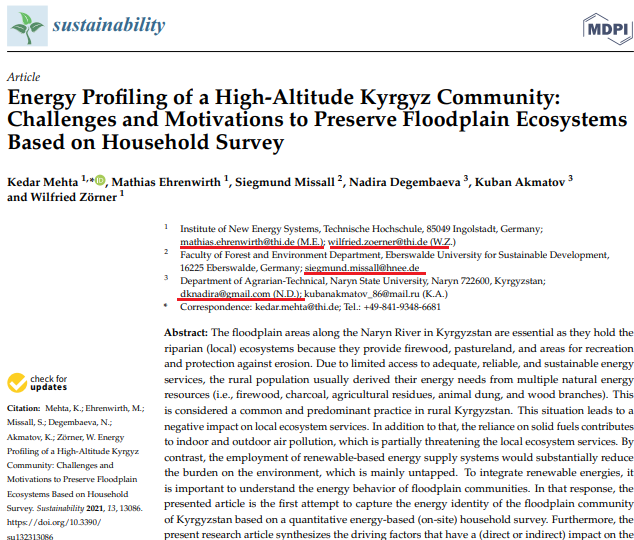 sustainability
MDPI
Article
Energy Profiling of a High-Altitude Kyrgyz Community:
Challenges and Motivations to Preserve Floodplain Ecosystems
Based on Household Survey
Kedar Mehta 1,* iD, Mathias Ehrenwirth 1, Siegmund Missall 2, Nadira Degembaeva 3, Kuban Akmatov 3
and Wilfried Zörner 1
1 Institute of New Energy Systems, Technische Hochschule, 85049 Ingolstadt, Germany;
mathias.ehrenwirth@thi.de (M.E.); wilfried.zoerner@thi.de (W.Z.)
2 Faculty of Forest and Environment Department, Eberswalde University for Sustainable Development,
16225 Eberswalde, Germany; siegmund.missall@hnee.de
3 Department of Agrarian-Technical, Naryn State University, Naryn 722600, Kyrgyzstan;
dknadira@gmail.com (N.D.); kubanakmatov_86@mail.ru (K.A.)
* Correspondence: kedar.mehta@thi.de; Tel.: +49-841-9348-6681
Abstract: The floodplain areas along the Naryn River in Kyrgyzstan are essential as they hold the
riparian (local) ecosystems because they provide firewood, pastureland, and areas for recreation
and protection against erosion. Due to limited access to adequate, reliable, and sustainable energy
services, the rural population usually derived their energy needs from multiple natural energy
resources (i.e., firewood, charcoal, agricultural residues, animal dung, and wood branches). This
is considered a common and predominant practice in rural Kyrgyzstan. This situation leads to a
negative impact on local ecosystem services. In addition to that, the reliance on solid fuels contributes
to indoor and outdoor air pollution, which is partially threatening the local ecosystem services. By
contrast, the employment of renewable-based energy supply systems would substantially reduce
the burden on the environment, which is mainly untapped. To integrate renewable energies, it
is important to understand the energy behavior of floodplain communities. In that response, the
presented article is the first attempt to capture the energy identity of the floodplain community
of Kyrgyzstan based on a quantitative energy-based (on-site) household survey. Furthermore, the
present research article synthesizes the driving factors that have a (direct or indirect) impact on the
check for
updates
Citation: Mehta, K.; Ehrenwirth, M.;
Missall, S.; Degembaeva, N.;
Akmatov, K.; Zörner, W. Energy
Profiling of a High-Altitude Kyrgyz
Community: Challenges and
Motivations to Preserve Floodplain
Ecosystems Based on Household
Survey. Sustainability 2021, 13, 13086.
https://doi.org/10.3390/
su132313086